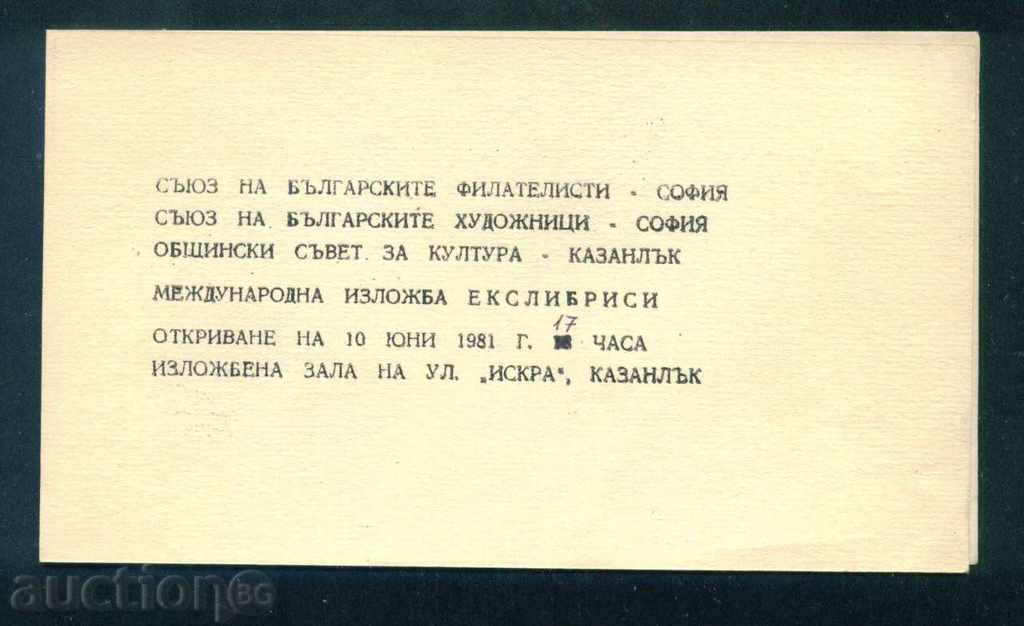 СЪЮЗ НА БЪЛГАРСКИТЕ ФИЛАТЕЛИСТИ - СОФИЯ
СЪЮЗ НА БЪЛГАРСКИТЕ ХУДОЖНИЦИ - СОФИЯ
ОБЩИНСКИ СЪВЕТ ЗА КУЛТУРА - КАЗАНЛЪК
МЕЖДУНАРОДНА ИЗЛОЖБА ЕКСЛИБРИСИ
ОТКРИВАНЕ НА 10 ЮНИ 1981 Г. 17 ЧАСА
ИЗЛОЖБЕНА ЗАЛА НА УЛ. „ИСКРА“, КАЗАНЛЪК
auctionBG